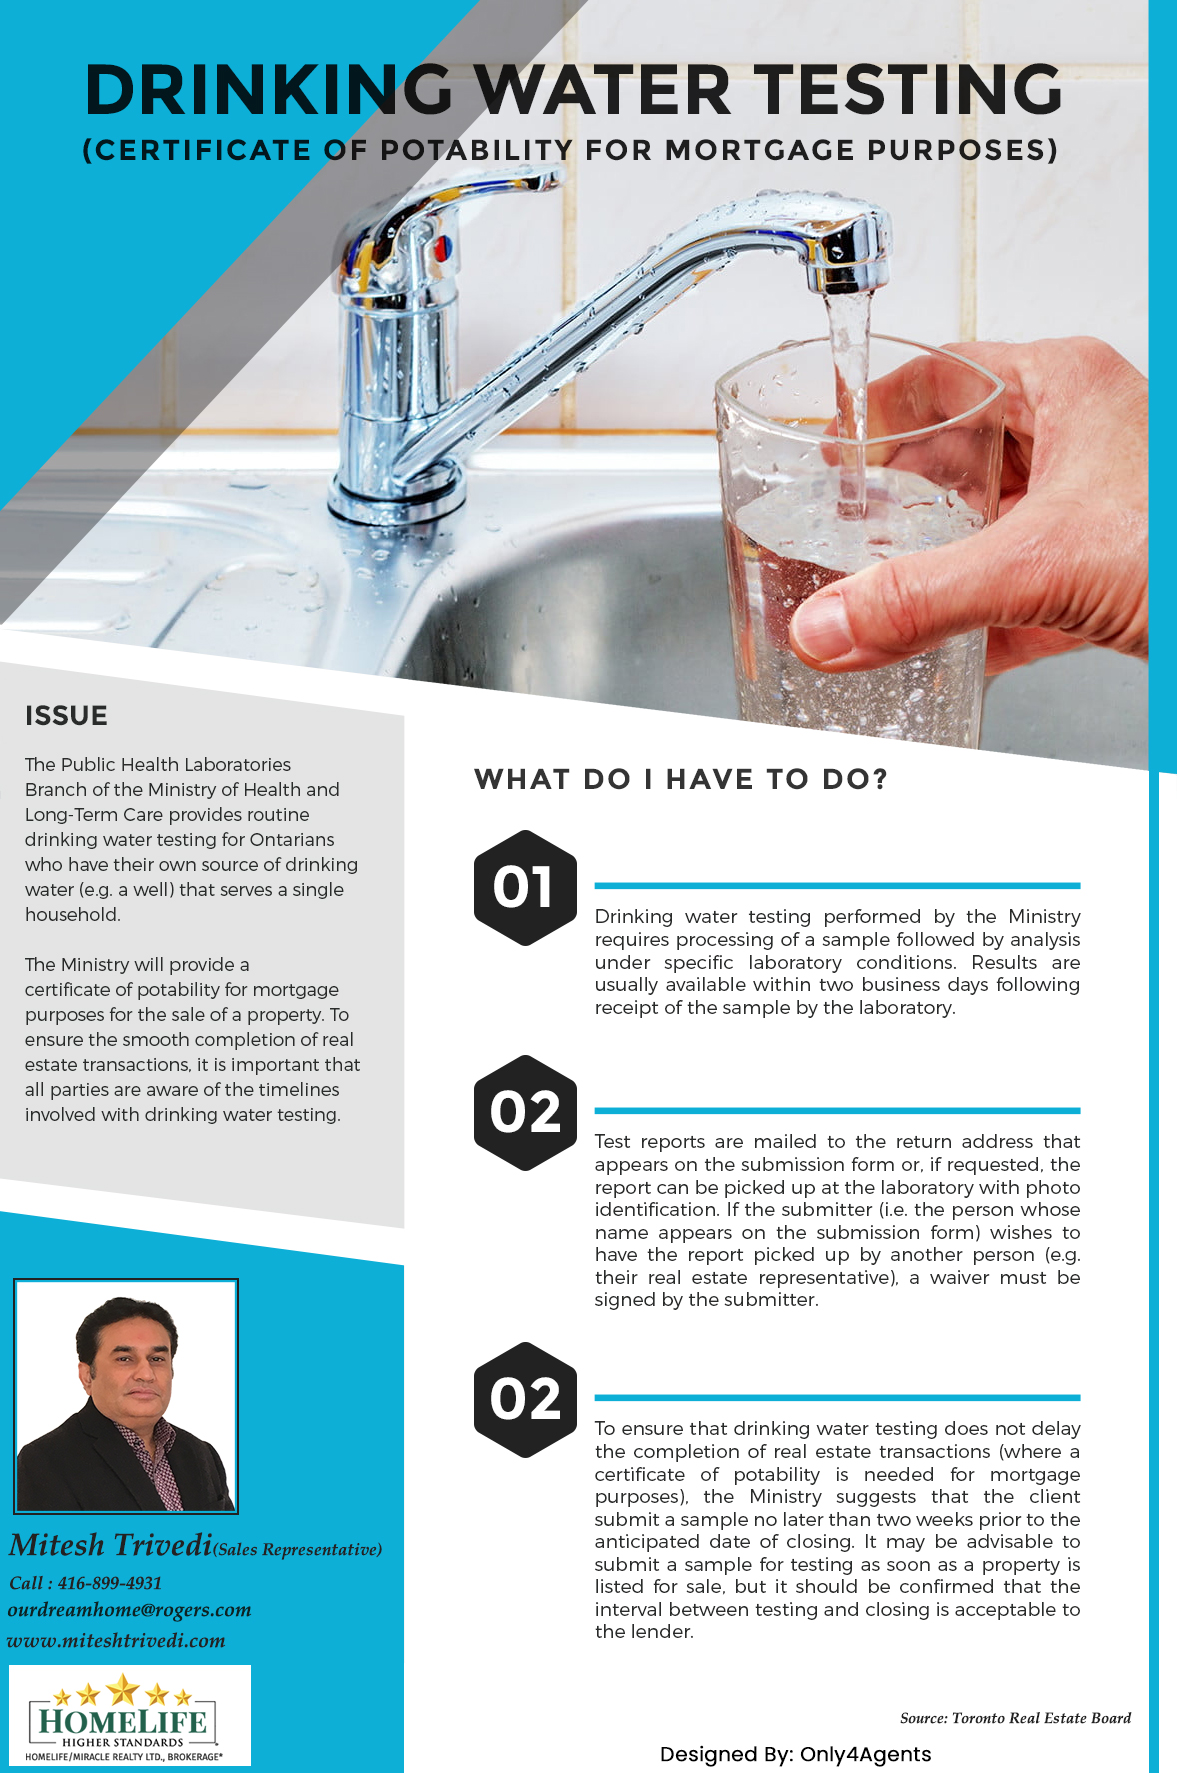 DRINKING WATER TESTING
(CERTIFICATE OF POTABILITY FOR MORTGAGE PURPOSES)
ISSUE
The Public Health Laboratories
Branch of the Ministry of Health and
Long-Term Care provides routine
drinking water testing for Ontarians
who have their own source of drinking
water (e.g. a well) that serves a single
household.
The Ministry will provide a
certificate of potability for mortgage
purposes for the sale of a property. To
ensure the smooth completion of real
estate transactions, it is important that
all parties are aware of the timelines
involved with drinking water testing.
WHAT DO I HAVE TO DO?
01
Drinking water testing performed by the Ministry
requires processing of a sample followed by analysis
under specific laboratory conditions. Results are
usually available within two business days following
receipt of the sample by the laboratory.
02
Test reports are mailed to the return address that
appears on the submission form or, if requested, the
report can be picked up at the laboratory with photo
identification. If the submitter (i.e. the person whose
name appears on the submission form) wishes to
have the report picked up by another person (e.g.
their real estate representative), a waiver must be
signed by the submitter.
02
To ensure that drinking water testing does not delay
the completion of real estate transactions (where a
certificate of potability is needed for mortgage
purposes), the Ministry suggests that the client
submit a sample no later than two weeks prior to the
anticipated date of closing. It may be advisable to
submit a sample for testing as soon as a property is
listed for sale, but it should be confirmed that the
interval between testing and closing is acceptable to
the lender.
Mitesh Trivedi(Sales Representative)
Call : 416-899-4931
ourdreamhome@rogers.com
www.miteshtrivedi.com
HOMELIFE
HIGHER STANDARDS
HOMELIFE/MIRACLE REALTY LTD., BROKERAGE*
Source: Toronto Real Estate Board
Designed By: Only4Agents